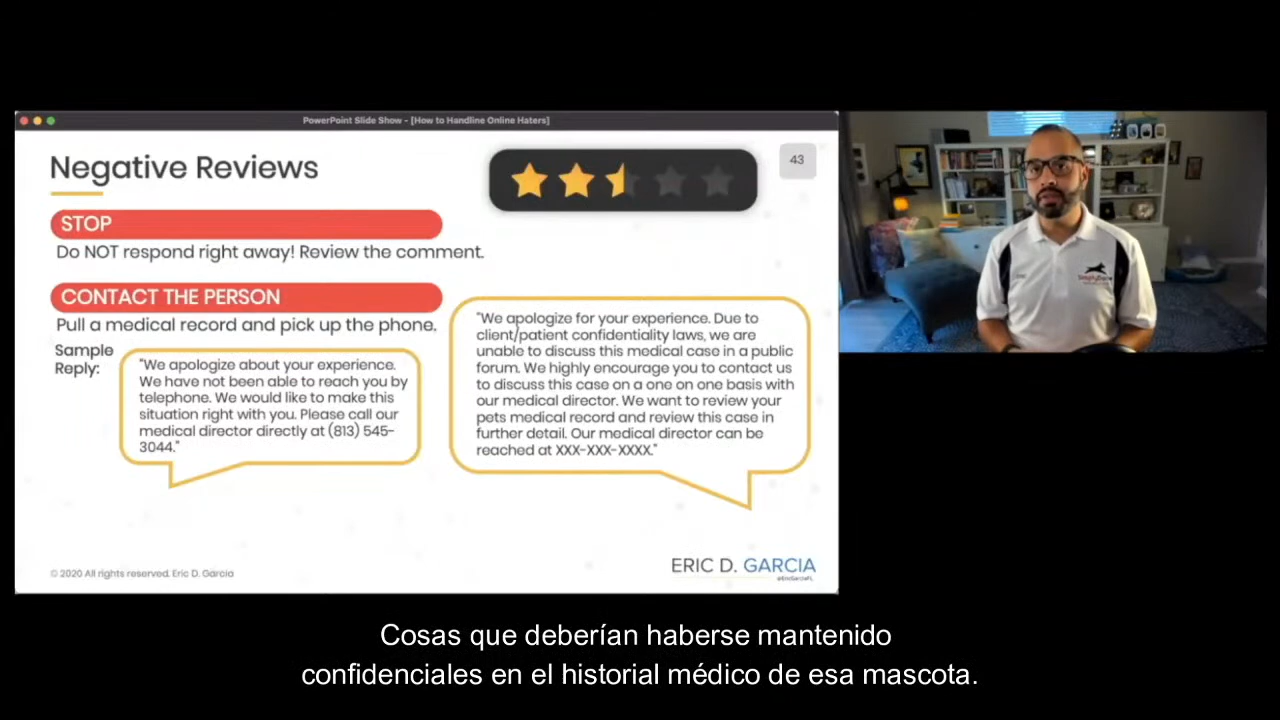 PowerPoint Slide Show - [How to Handline Online Haters]
Negative Reviews
43
STOP
Do NOT respond right away! Review the comment.
CONTACT THE PERSON
Pull a medical record and pick up the phone.
Sample
Reply:
"We apologize about your experience.
We have not been able to reach you by
telephone. We would like to make this
situation right with you. Please call our
medical director directly at (813) 545-
3044."
"We apologize for your experience. Due to
client/patient confidentiality laws, we are
unable to discuss this medical case in a public
forum. We highly encourage you to contact us
to discuss this case on a one on one basis with
our medical director. We want to review your
pets medical record and review this case in
further detail. Our medical director can be
reached at XXX-XXX-XXXX."
© 2020 All rights reserved. Eric D. Garcia
ERIC D. GARCIA
@EricGarciaFL
Cosas que deberían haberse mantenido
confidenciales en el historial médico de esa mascota.